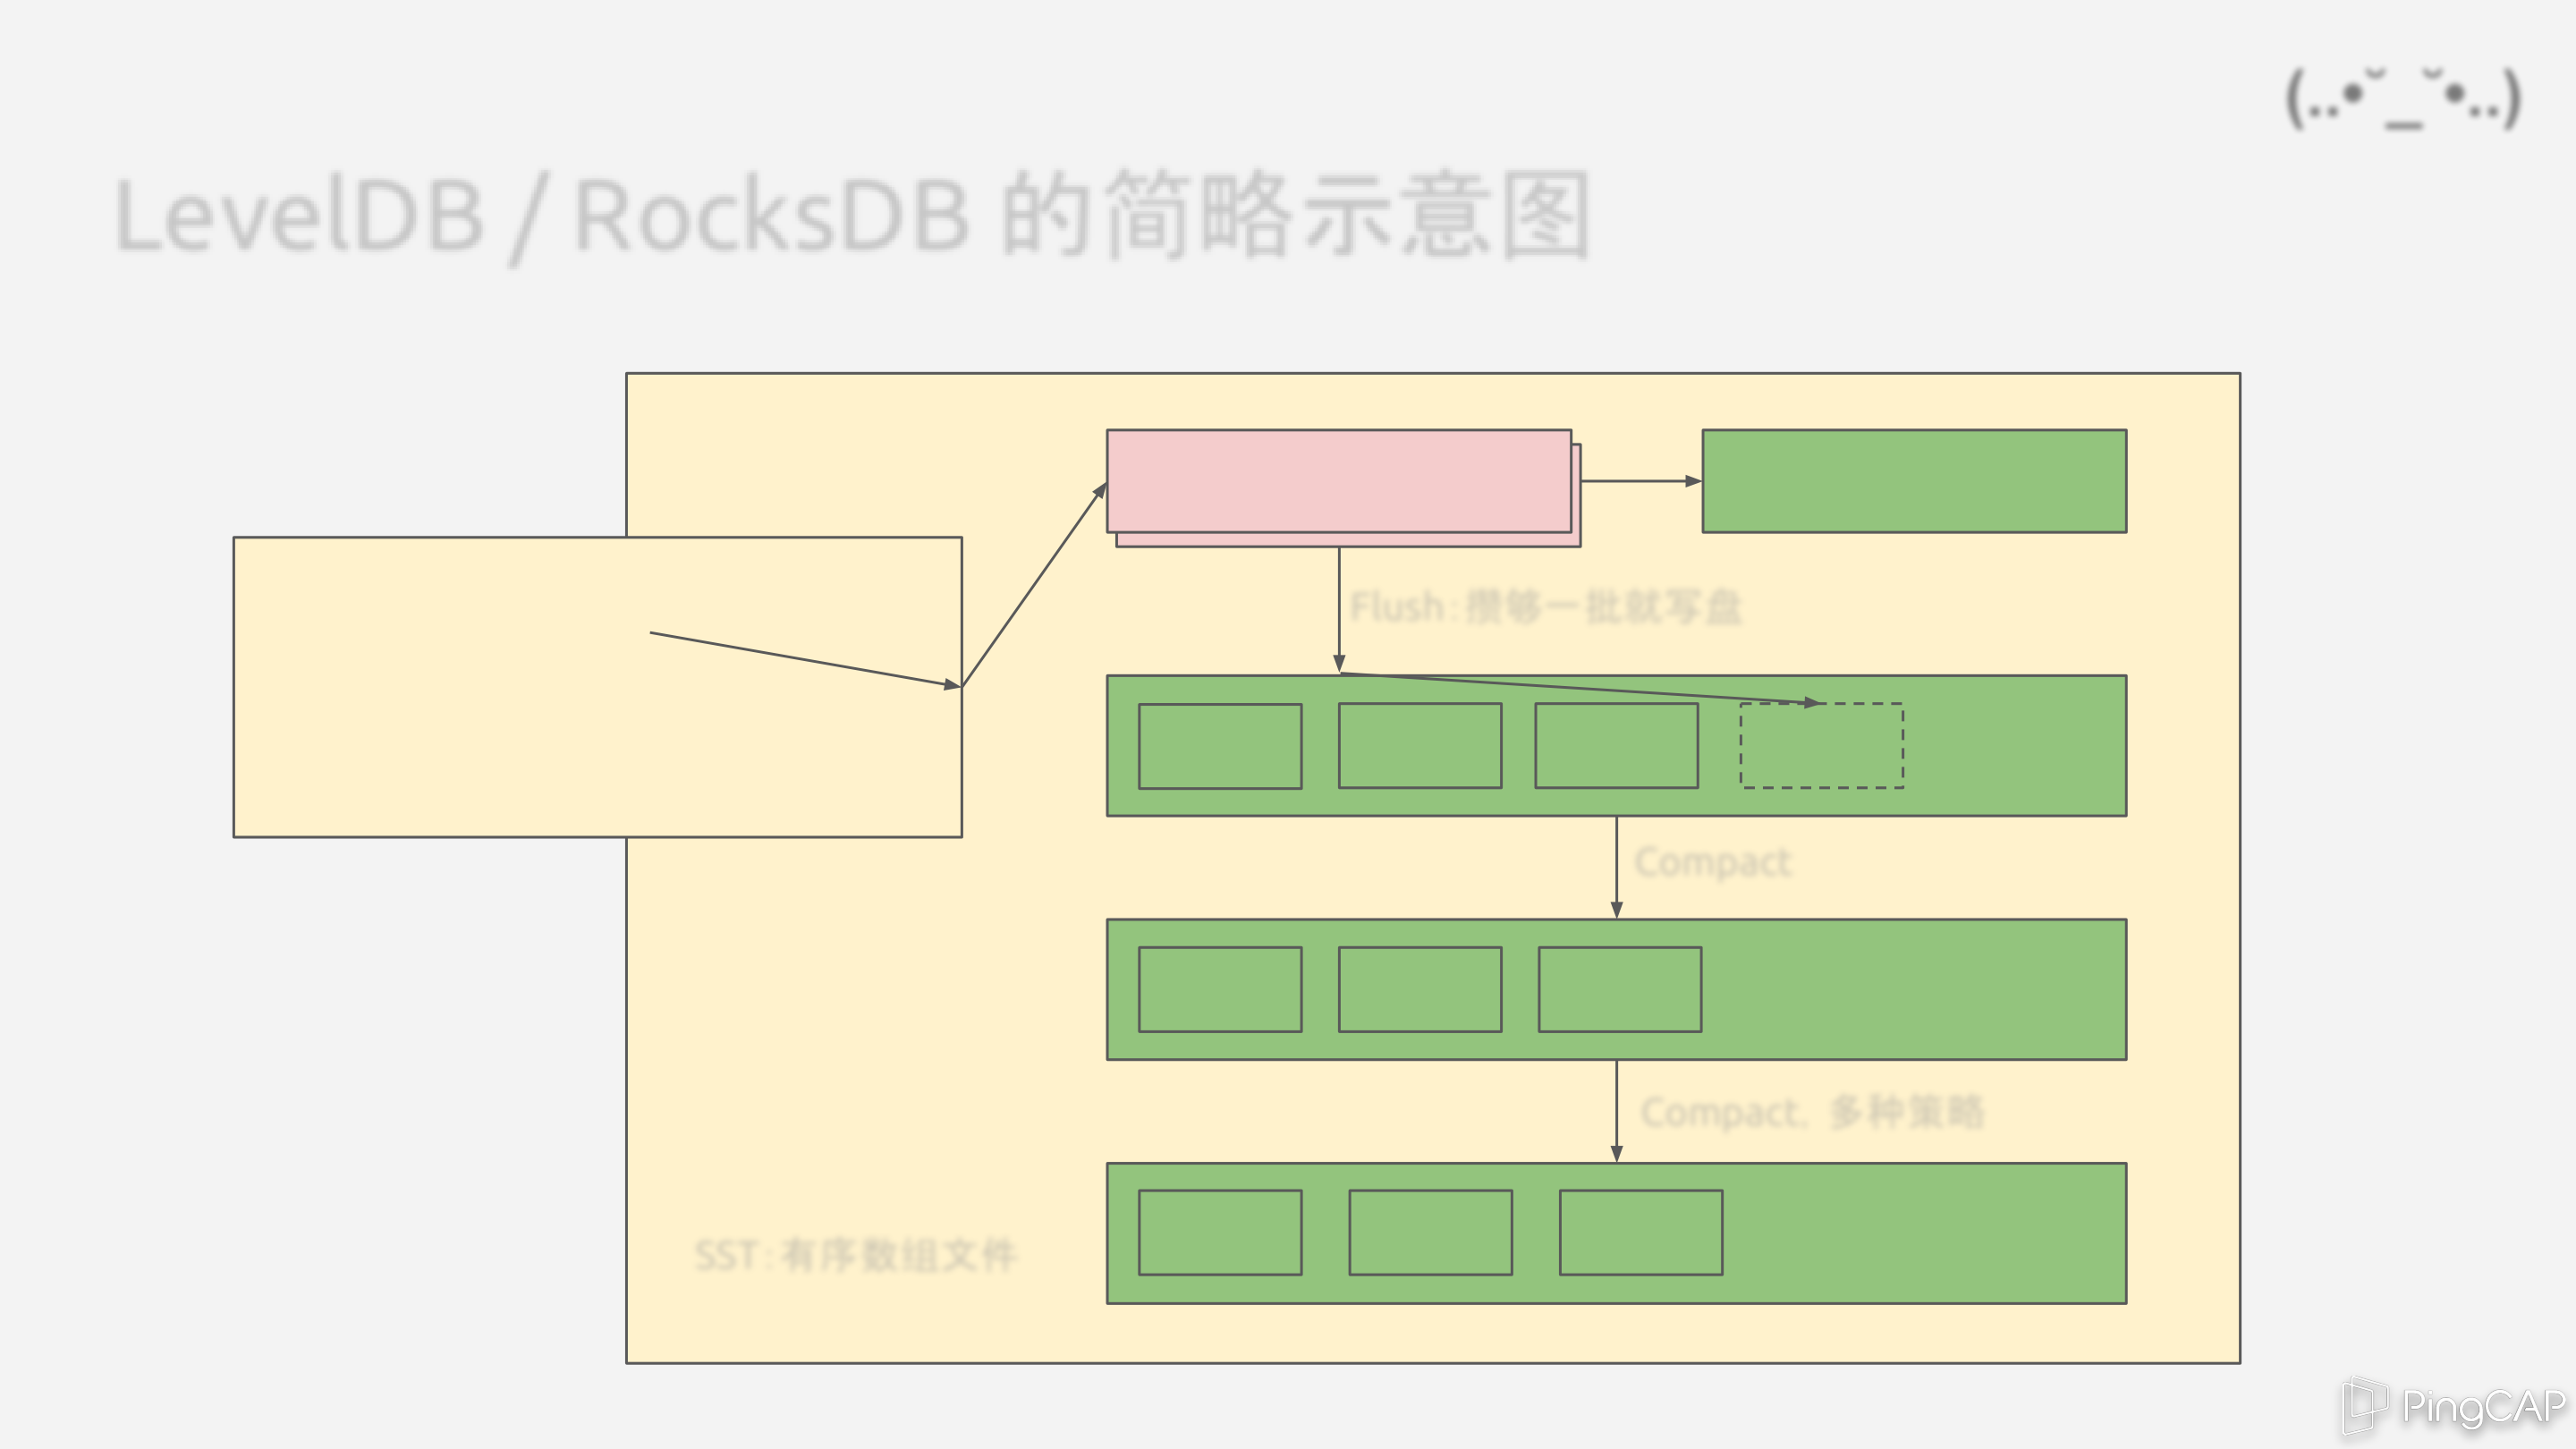 (..•˘_˘•..)
LevelDB / RocksDB 的简略示意图
Flush：攒够一批就写盘
Compact
Compact．多种策略
SST：有序数组文件
PingCAP